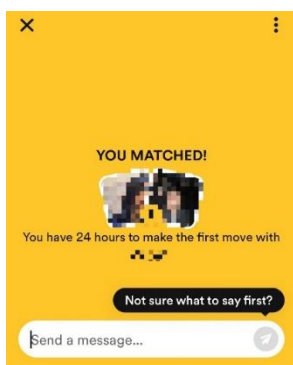 YOU MATCHED!
You have 24 hours to make the first move with
Not sure what to say first?
Send a message...